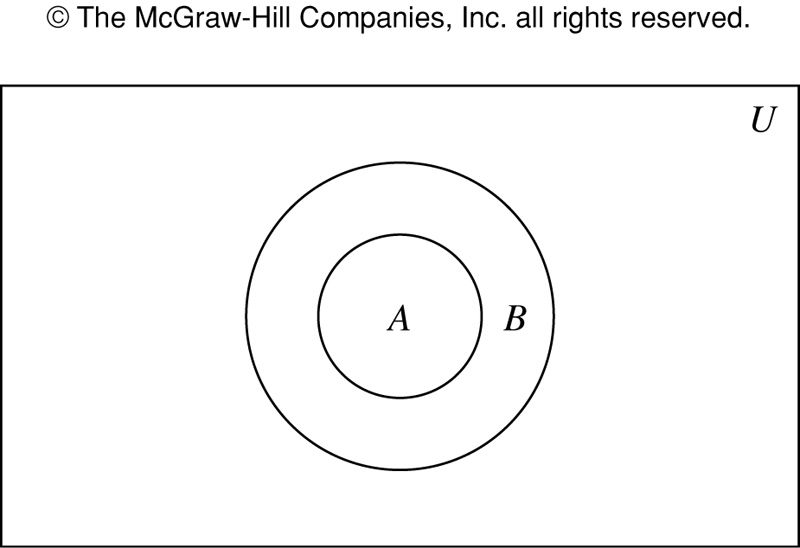 © The McGraw-Hill Companies, Inc. all rights reserved.
U
A B